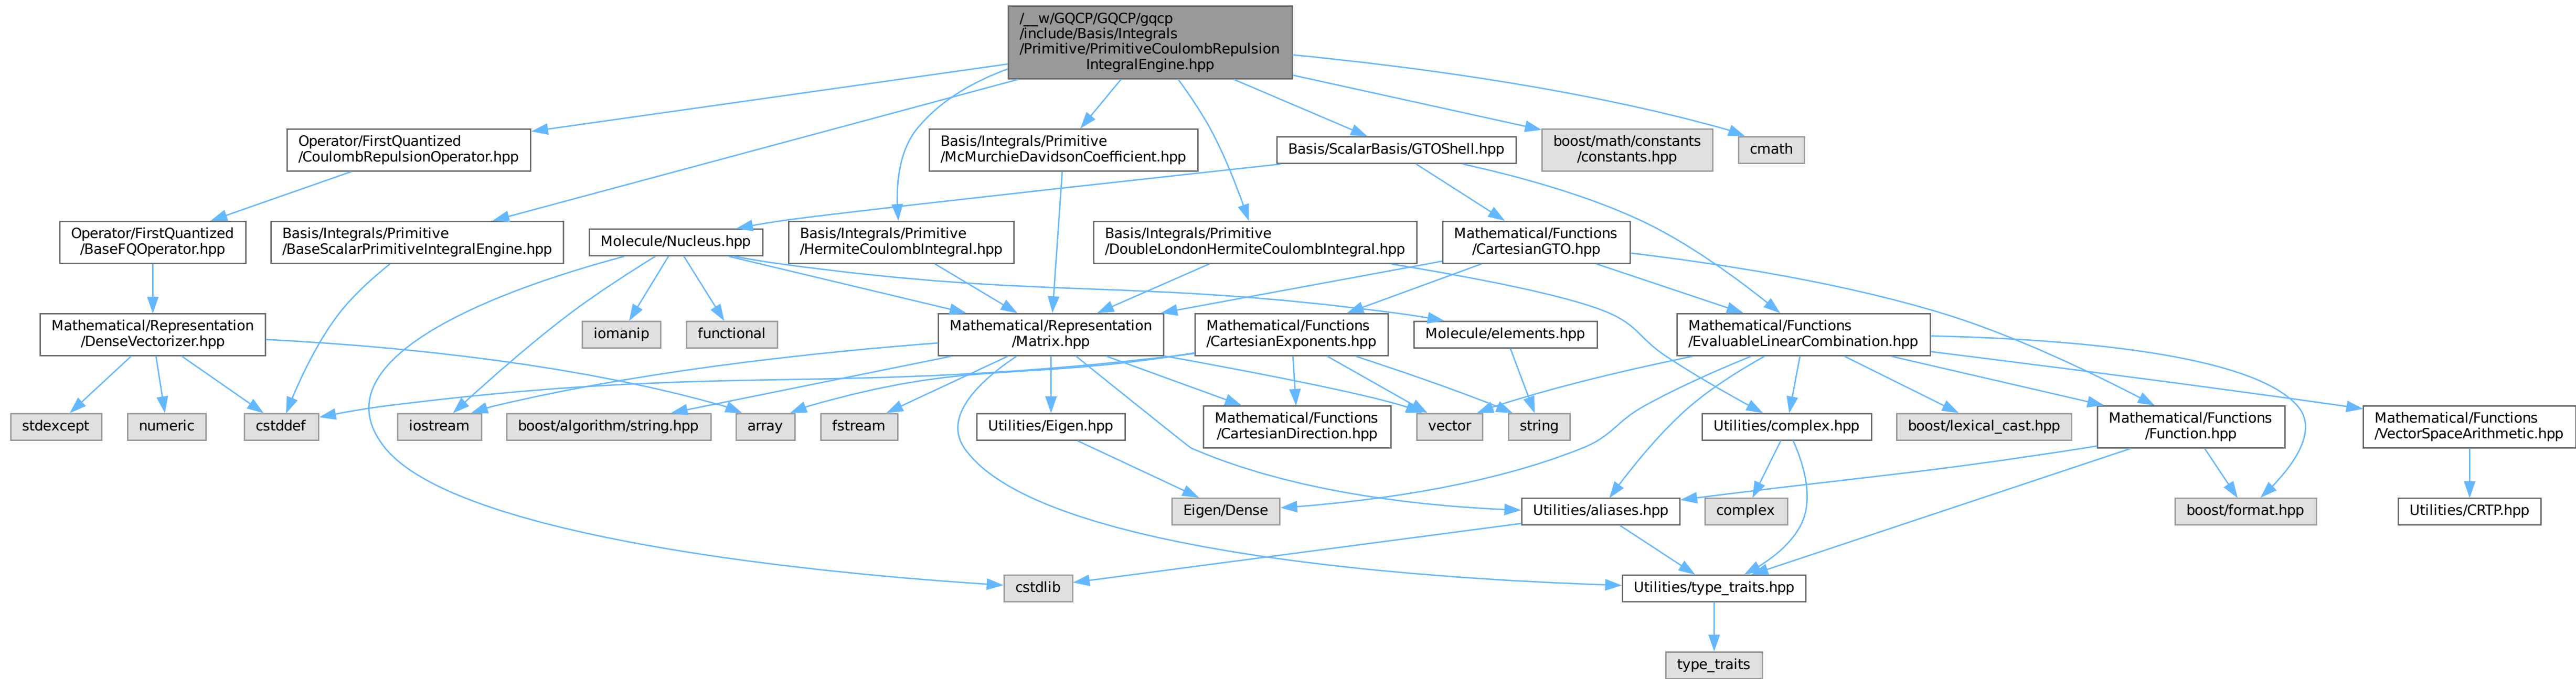 /__w/GQCP/GQCP/gqcp
/include/Basis/Integrals
/Primitive/PrimitiveCoulombRepulsion
IntegralEngine.hpp
Operator/FirstQuantized
/CoulombRepulsionOperator.hpp
Basis/Integrals/Primitive
/McMurchieDavidsonCoefficient.hpp
Basis/ScalarBasis/GTOShell.hpp
boost/math/constants
/constants.hpp
cmath
Operator/FirstQuantized
/BaseFQOperator.hpp
Basis/Integrals/Primitive
/BaseScalarPrimitiveIntegralEngine.hpp
Molecule/Nucleus.hpp
Basis/Integrals/Primitive
/HermiteCoulombIntegral.hpp
Basis/Integrals/Primitive
/DoubleLondonHermiteCoulombIntegral.hpp
Mathematical/Functions
/CartesianGTO.hpp
Mathematical/Representation
/DenseVectorizer.hpp
iomanip
functional
Mathematical/Representation
/Matrix.hpp
Mathematical/Functions
/CartesianExponents.hpp
Molecule/elements.hpp
Mathematical/Functions
/EvaluableLinearCombination.hpp
stdexcept
numeric
cstddef
iostream
boost/algorithm/string.hpp
array
fstream
Utilities/Eigen.hpp
Mathematical/Functions
/CartesianDirection.hpp
vector
string
Utilities/complex.hpp
boost/lexical_cast.hpp
Mathematical/Functions
/Function.hpp
Mathematical/Functions
/VectorSpaceArithmetic.hpp
Eigen/Dense
Utilities/aliases.hpp
complex
boost/format.hpp
Utilities/CRTP.hpp
cstdlib
Utilities/type_traits.hpp
type_traits